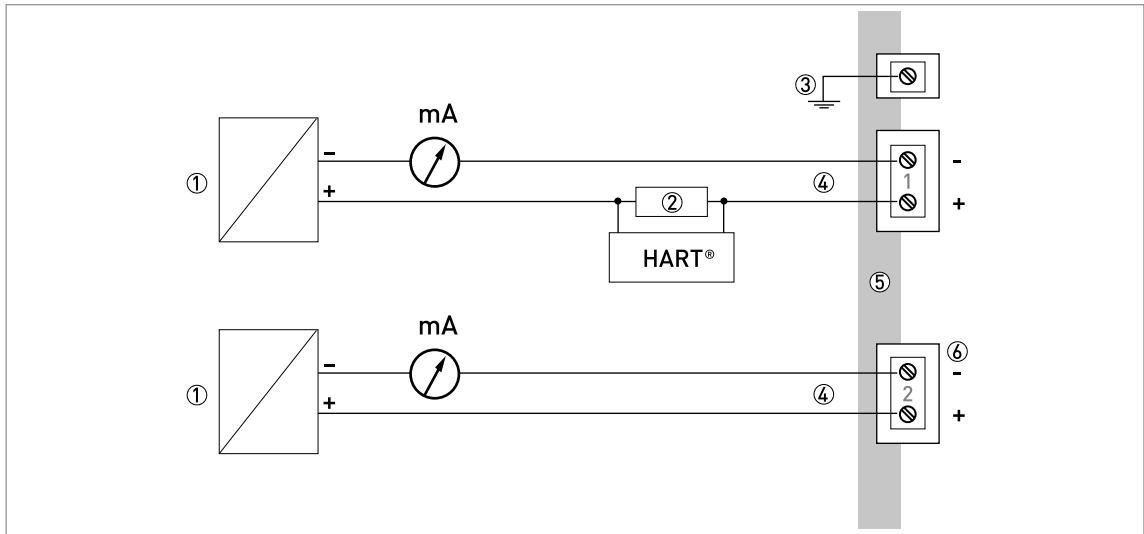 ③
mA
① - - 1 -
+ ② ④ +
HART®
⑤
mA ⑥
① - - 2 -
+ ④ +